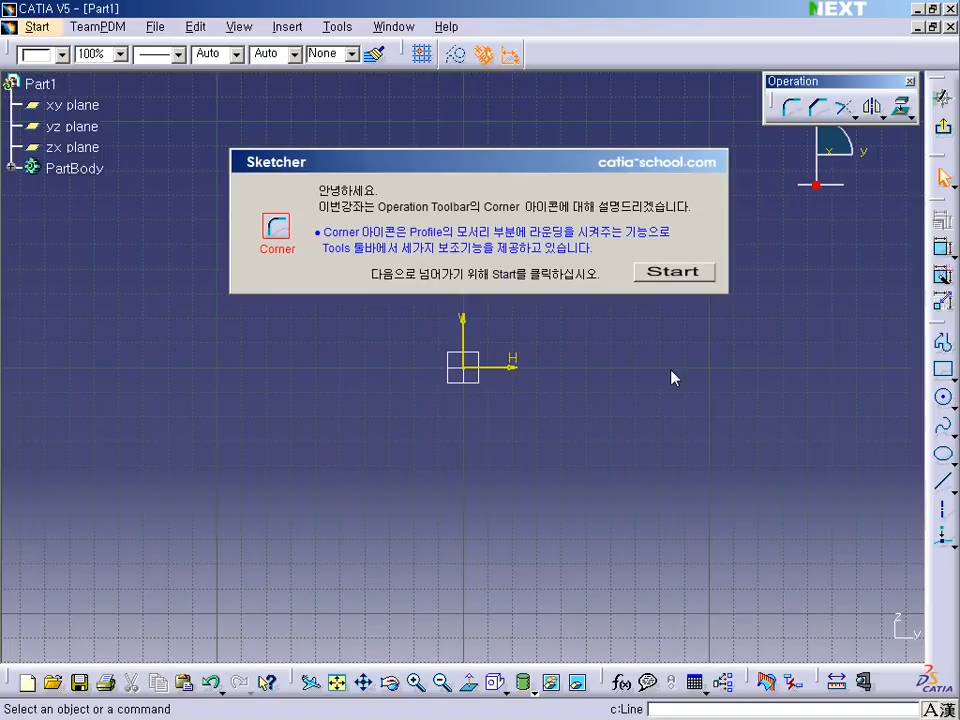 CATIA V5 - [Part1]
NEXT
Start TeamPDM File Edit View Insert Tools Window Help
100% Auto Auto None
Part1
xy plane
yz plane
zx plane
PartBody
Operation
x y
Sketcher catia-school.com
안녕하세요.
이번강좌는 Operation Toolbar의 Corner 아이콘에 대해 설명드리겠습니다.
Corner
• Corner 아이콘은 Profile의 모서리 부분에 라운딩을 시켜주는 기능으로
Tools 툴바에서 세가지 보조기능을 제공하고 있습니다.
다음으로 넘어가기 위해 Start를 클릭하십시오.
Start
V
H
z
y
f(x)
CATIA
Select an object or a command c:Line A漢